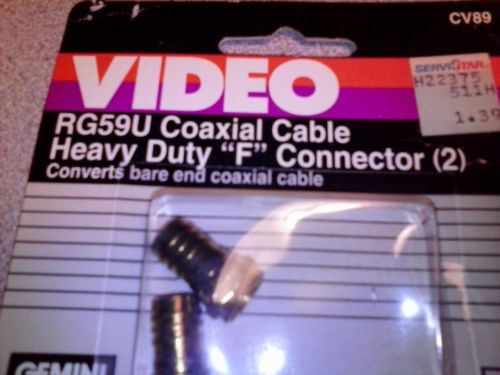 CV89
SERVISTAR
H22375
511H
1.39
VIDEO
RG59U Coaxial Cable
Heavy Duty "F" Connector (2)
Converts bare end coaxial cable
GEMINI